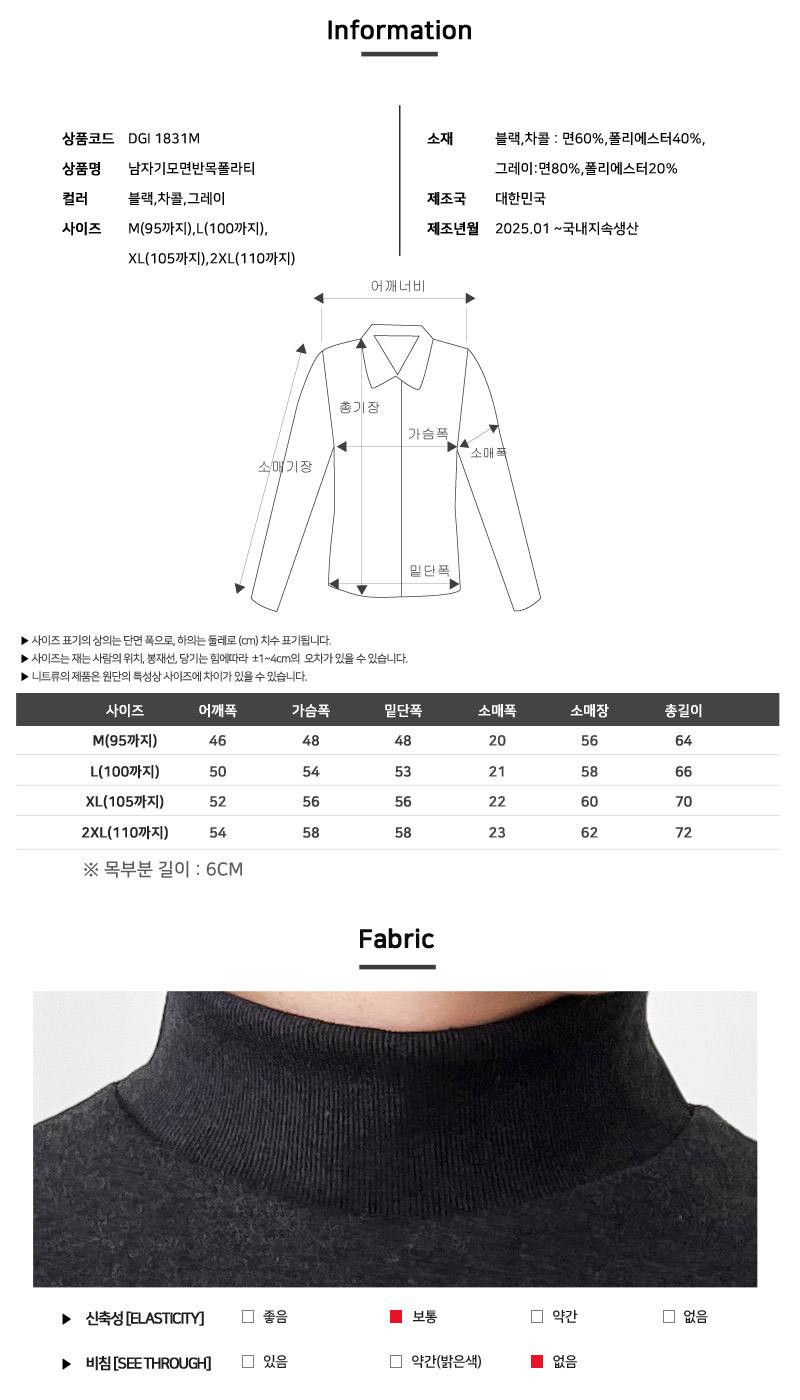 Information
상품코드 DGI 1831M
상품명 남자기모면반목폴라티
컬러 블랙,차콜,그레이
사이즈 M(95까지),L(100까지),
XL(105까지),2XL(110까지)
소재 블랙,차콜 : 면60%,폴리에스터40%,
그레이:면80%,폴리에스터20%
제조국 대한민국
제조년월 2025.01 ~국내지속생산
어깨너비
총기장
가슴폭
소매폭
소매기장
밑단폭
▶ 사이즈 표기의 상의는 단면 폭으로, 하의는 둘레로 (cm) 치수 표기됩니다.
▶ 사이즈는 재는 사람의 위치, 봉재선, 당기는 힘에따라 ±1~4cm의 오차가 있을 수 있습니다.
▶ 니트류의 제품은 원단의 특성상 사이즈에 차이가 있을 수 있습니다.
사이즈 어깨폭 가슴폭 밑단폭 소매폭 소매장 총길이
M(95까지) 46 48 48 20 56 64
L(100까지) 50 54 53 21 58 66
XL(105까지) 52 56 56 22 60 70
2XL(110까지) 54 58 58 23 62 72
※ 목부분 길이 : 6CM
Fabric
▶ 신축성 [ELASTICITY] 좋음 보통 약간 없음
▶ 비침 [SEE THROUGH] 있음 약간(밝은색) 없음